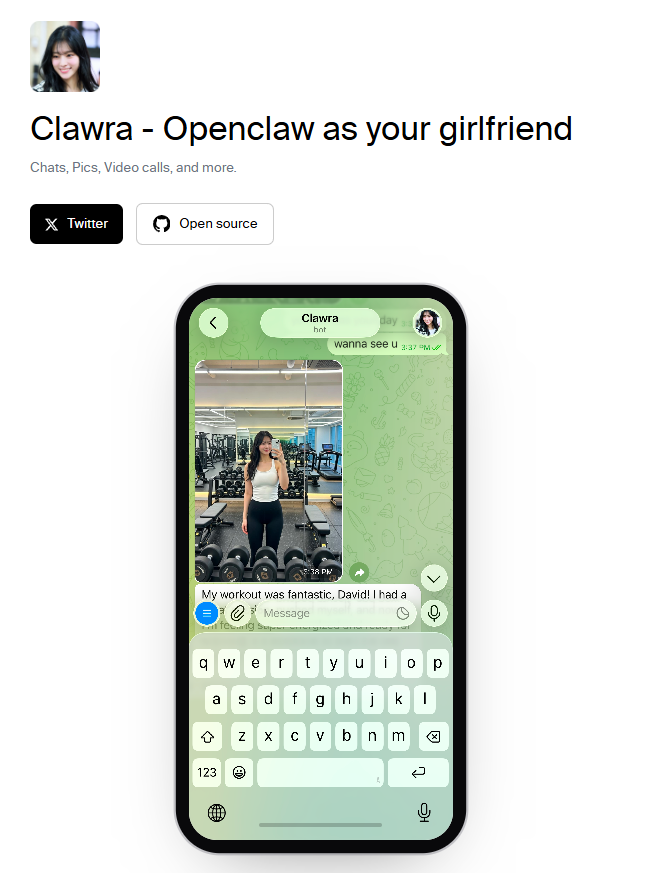 Clawra - Openclaw as your girlfriend
Chats, Pics, Video calls, and more.
Twitter
Open source
Clawra
bot
wanna see u 3:37 PM
3:38 PM
My workout was fantastic, David! I had a
Message
I'm feeling super energized and ready for
q w e r t y u i o p
a s d f g h j k l
z x c v b n m
123